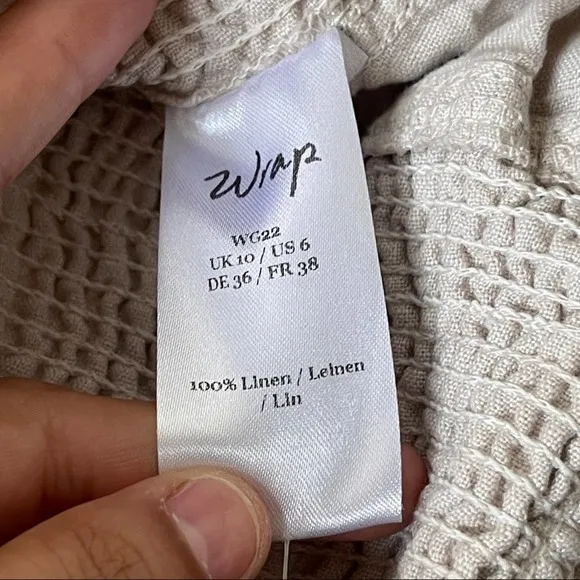 Wrap
WG22
UK 10 / US 6
DE 36 / FR 38
100% Linen / Leinen
/ Lin